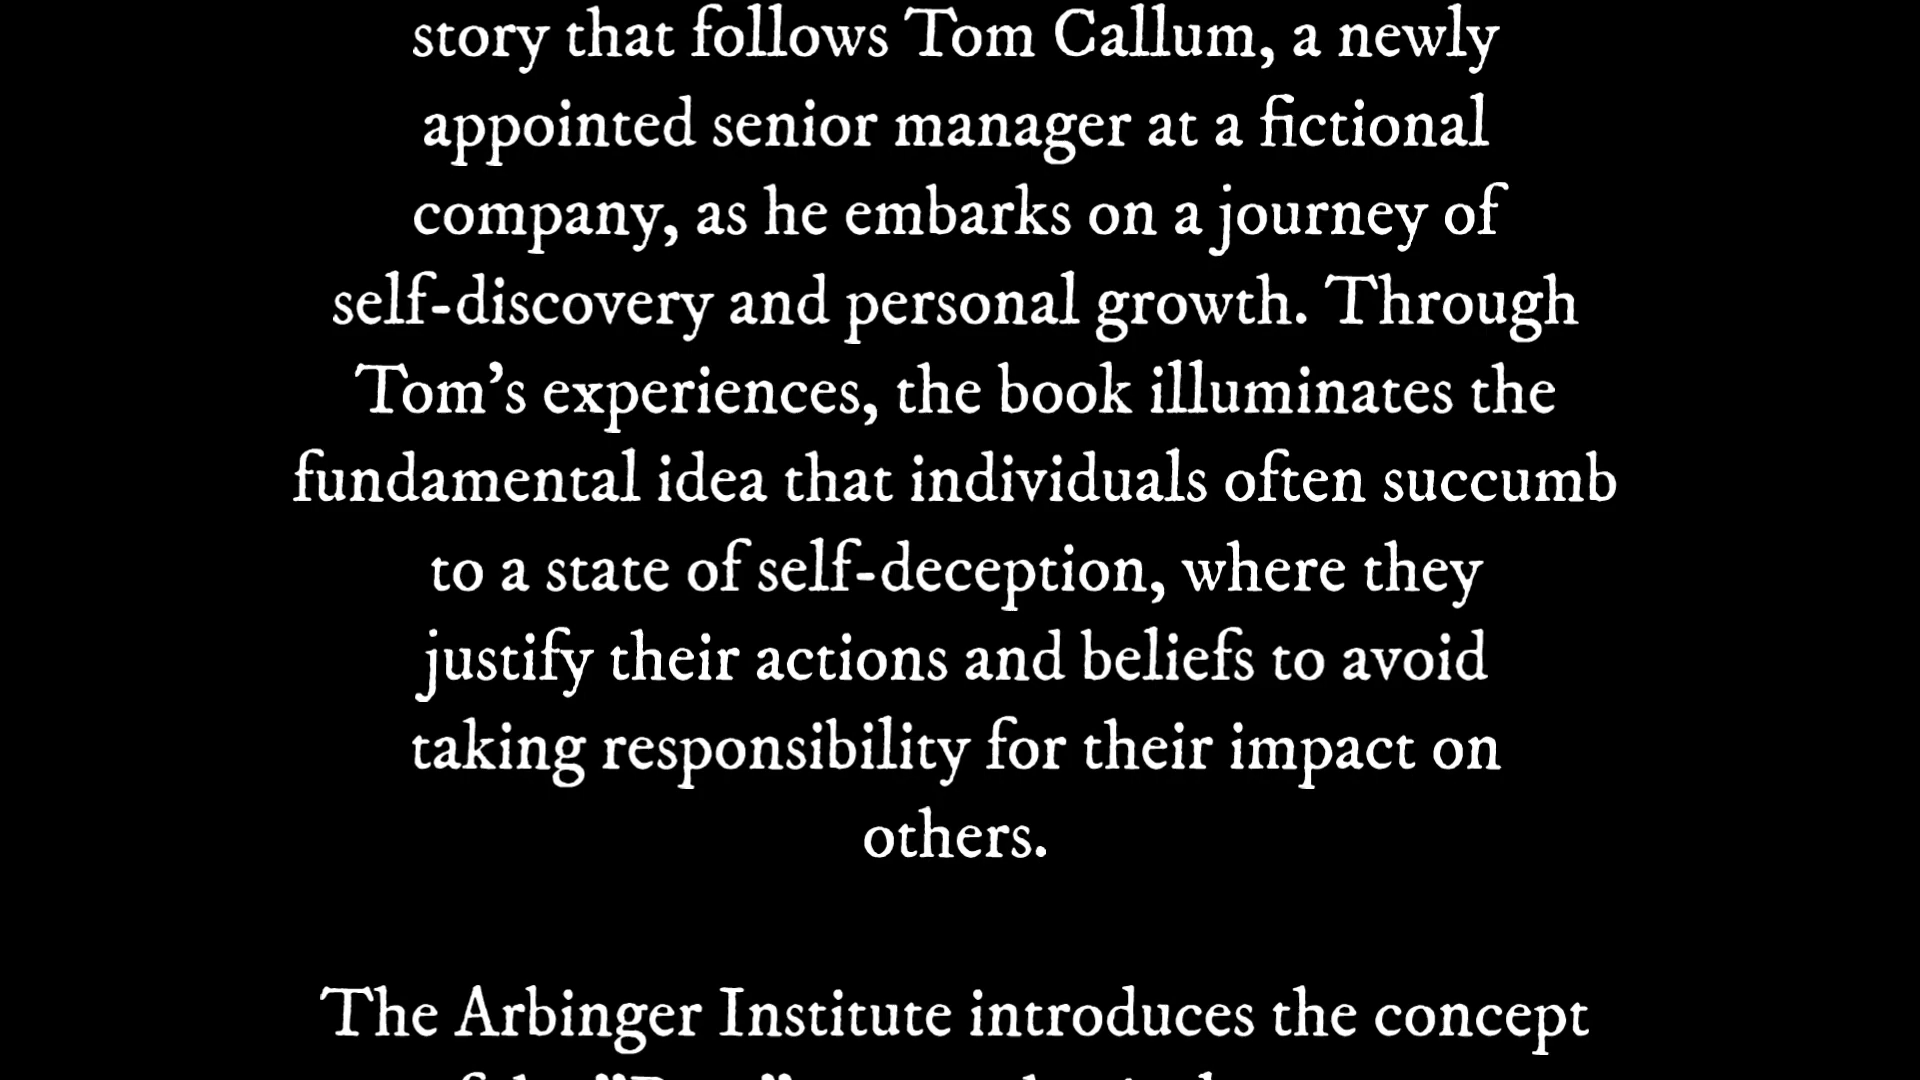 story that follows Tom Callum, a newly
appointed senior manager at a fictional
company, as he embarks on a journey of
self-discovery and personal growth. Through
Tom's experiences, the book illuminates the
fundamental idea that individuals often succumb
to a state of self-deception, where they
justify their actions and beliefs to avoid
taking responsibility for their impact on
others.
The Arbinger Institute introduces the concept